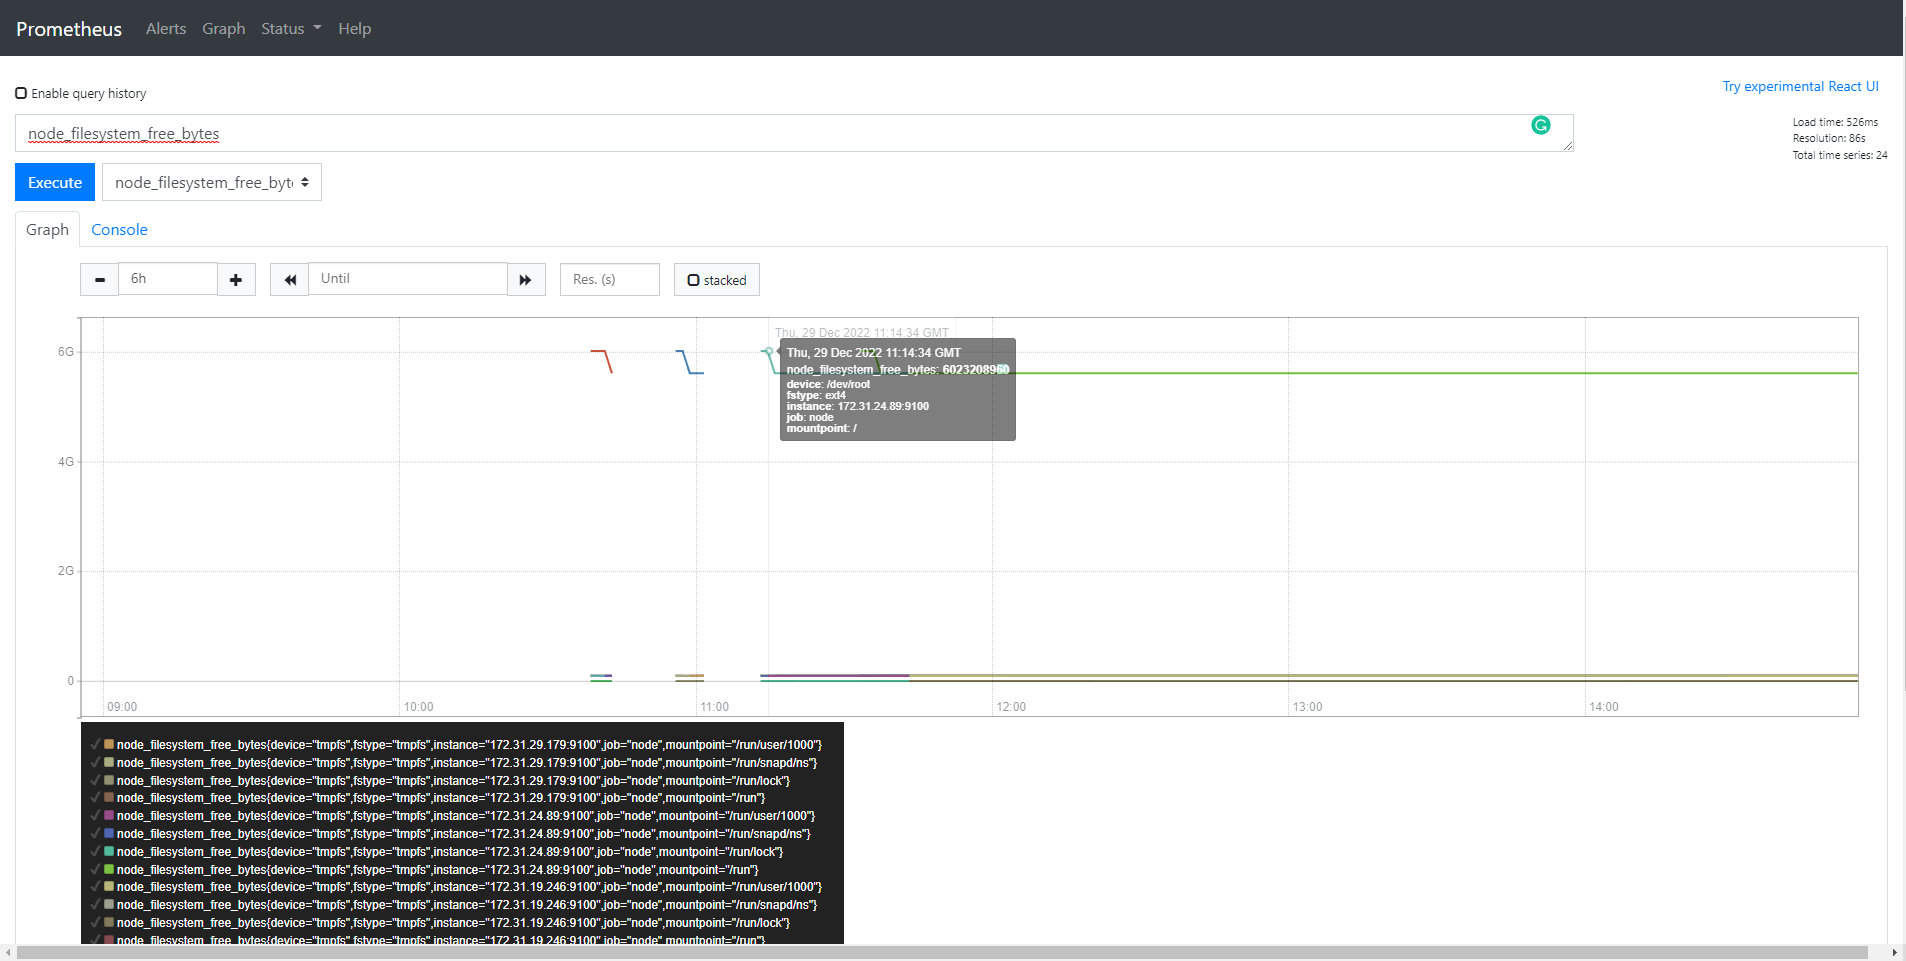 Prometheus Alerts Graph Status Help
Enable query history
Try experimental React UI
node_filesystem_free_bytes
Load time: 526ms
Resolution: 86s
Total time series: 24
Execute node_filesystem_free_byt
Graph Console
6h Until Res. (s) stacked
Thu, 29 Dec 2022 11:14:34 GMT
Thu, 29 Dec 2022 11:14:34 GMT
node_filesystem_free_bytes: 6023208960
device: /dev/root
fstype: ext4
instance: 172.31.24.89:9100
job: node
mountpoint: /
6G
4G
2G
0
09:00 10:00 11:00 12:00 13:00 14:00
node_filesystem_free_bytes{device="tmpfs",fstype="tmpfs",instance="172.31.29.179:9100",job="node",mountpoint="/run/user/1000"}
node_filesystem_free_bytes{device="tmpfs",fstype="tmpfs",instance="172.31.29.179:9100",job="node",mountpoint="/run/snapd/ns"}
node_filesystem_free_bytes{device="tmpfs",fstype="tmpfs",instance="172.31.29.179:9100",job="node",mountpoint="/run/lock"}
node_filesystem_free_bytes{device="tmpfs",fstype="tmpfs",instance="172.31.29.179:9100",job="node",mountpoint="/run"}
node_filesystem_free_bytes{device="tmpfs",fstype="tmpfs",instance="172.31.24.89:9100",job="node",mountpoint="/run/user/1000"}
node_filesystem_free_bytes{device="tmpfs",fstype="tmpfs",instance="172.31.24.89:9100",job="node",mountpoint="/run/snapd/ns"}
node_filesystem_free_bytes{device="tmpfs",fstype="tmpfs",instance="172.31.24.89:9100",job="node",mountpoint="/run/lock"}
node_filesystem_free_bytes{device="tmpfs",fstype="tmpfs",instance="172.31.24.89:9100",job="node",mountpoint="/run"}
node_filesystem_free_bytes{device="tmpfs",fstype="tmpfs",instance="172.31.19.246:9100",job="node",mountpoint="/run/user/1000"}
node_filesystem_free_bytes{device="tmpfs",fstype="tmpfs",instance="172.31.19.246:9100",job="node",mountpoint="/run/snapd/ns"}
node_filesystem_free_bytes{device="tmpfs",fstype="tmpfs",instance="172.31.19.246:9100",job="node",mountpoint="/run/lock"}
node_filesystem_free_bytes{device="tmpfs",fstype="tmpfs",instance="172.31.19.246:9100",job="node",mountpoint="/run"}